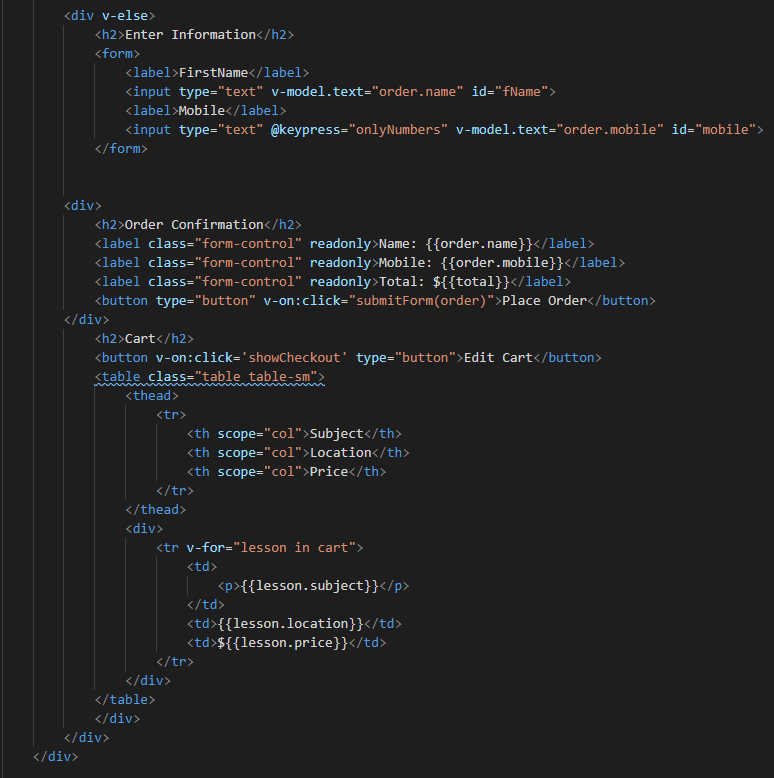 <div v-else>
<h2>Enter Information</h2>
<form>
<label>FirstName</label>
<input type="text" v-model.text="order.name" id="fName">
<label>Mobile</label>
<input type="text" @keypress="onlyNumbers" v-model.text="order.mobile" id="mobile">
</form>
<div>
<h2>Order Confirmation</h2>
<label class="form-control" readonly>Name: {{order.name}}</label>
<label class="form-control" readonly>Mobile: {{order.mobile}}</label>
<label class="form-control" readonly>Total: ${{total}}</label>
<button type="button" v-on:click="submitForm(order)">Place Order</button>
</div>
<h2>Cart</h2>
<button v-on:click='showCheckout' type="button">Edit Cart</button>
<table class="table table-sm">
<thead>
<tr>
<th scope="col">Subject</th>
<th scope="col">Location</th>
<th scope="col">Price</th>
</tr>
</thead>
<div>
<tr v-for="lesson in cart">
<td>
<p>{{lesson.subject}}</p>
</td>
<td>{{lesson.location}}</td>
<td>${{lesson.price}}</td>
</tr>
</div>
</table>
</div>
</div>
</div>